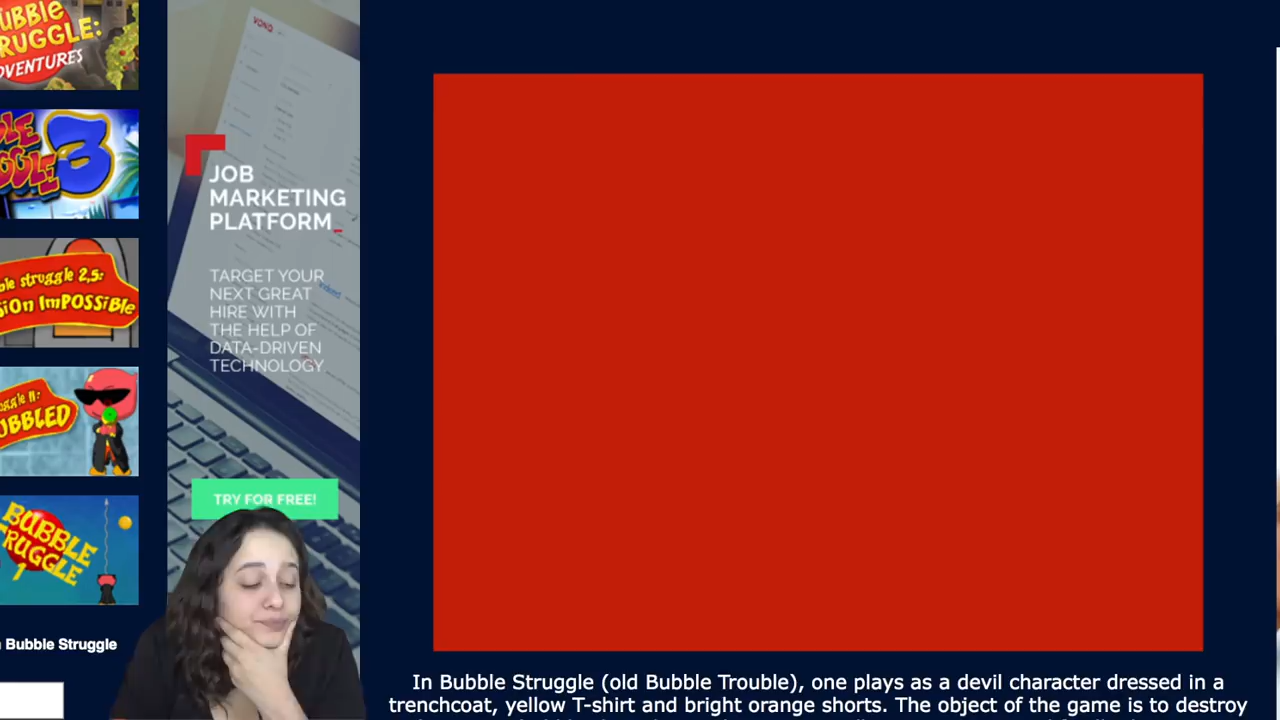 UBBLE
RUGGLE:
DVENTURES
3
ble struggle 2,5:
SiOn ImPOSSiBle
uggle II:
UBBLED
BUBBLE
RUGGLE
1
Bubble Struggle
JOB
MARKETING
PLATFORM_
TARGET YOUR
NEXT GREAT
HIRE WITH
THE HELP OF
DATA-DRIVEN
TECHNOLOGY.
TRY FOR FREE!
In Bubble Struggle (old Bubble Trouble), one plays as a devil character dressed in a
trenchcoat, yellow T-shirt and bright orange shorts. The object of the game is to destroy